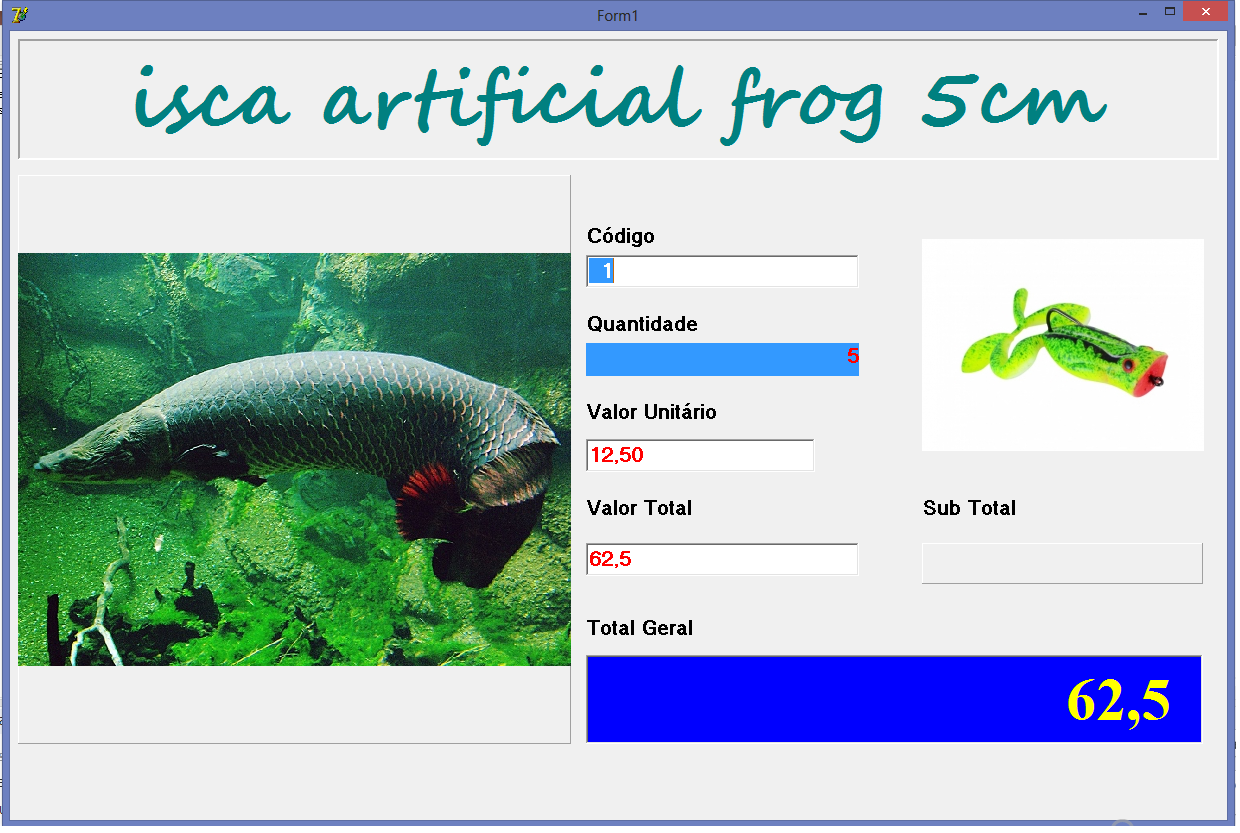 Form1
isca artificial frog 5cm
Código
1
Quantidade
5
Valor Unitário
12,50
Valor Total
62,5
Sub Total
Total Geral
62,5